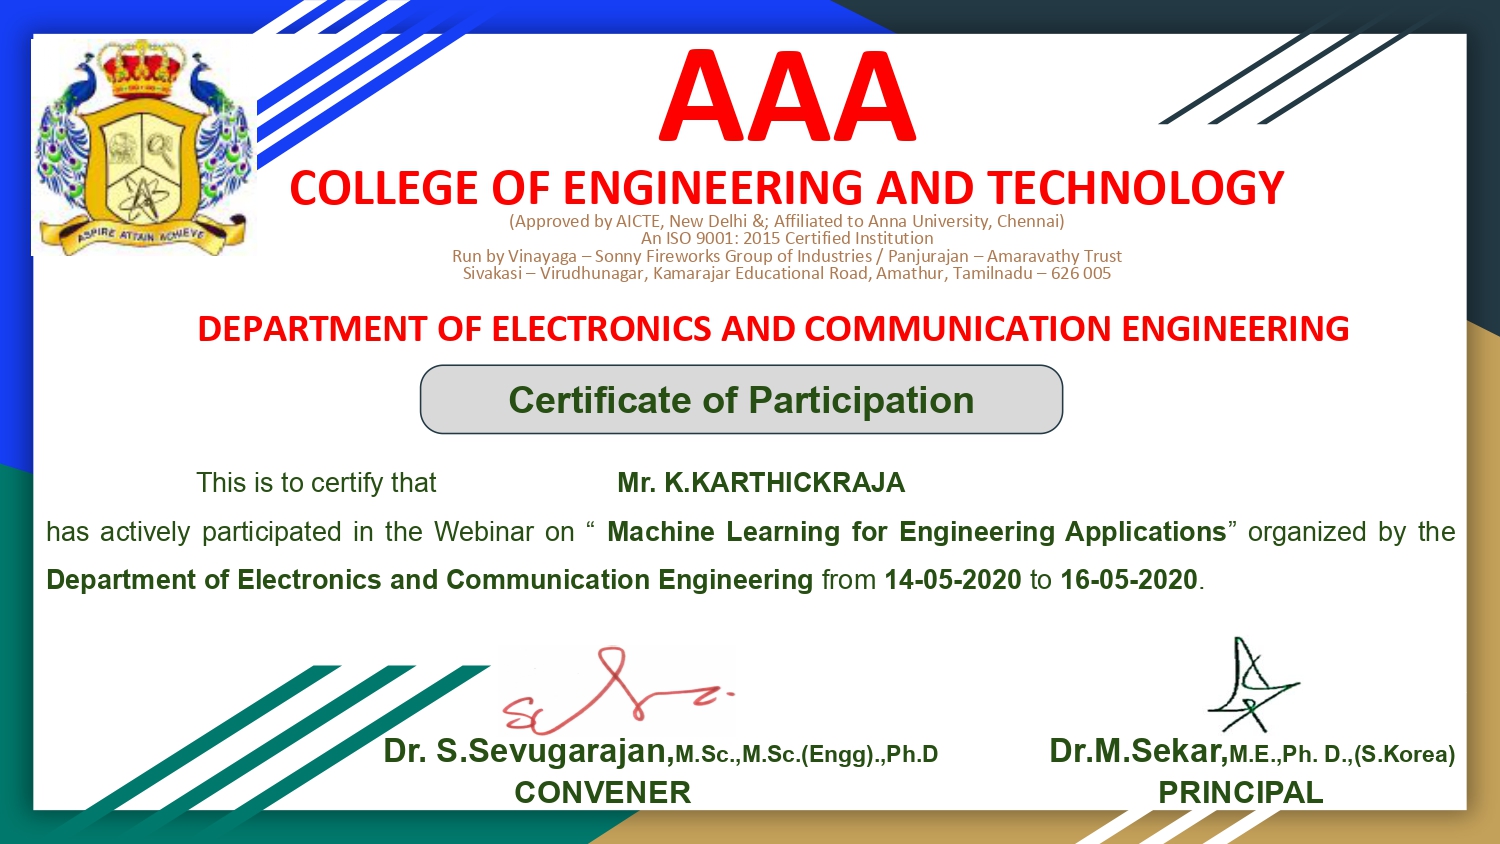 AAA
COLLEGE OF ENGINEERING AND TECHNOLOGY
(Approved by AICTE, New Delhi &; Affiliated to Anna University, Chennai)
An ISO 9001: 2015 Certified Institution
Run by Vinayaga – Sonny Fireworks Group of Industries / Panjurajan – Amaravathy Trust
Sivakasi – Virudhunagar, Kamarajar Educational Road, Amathur, Tamilnadu – 626 005
ASPIRE ATTAIN ACHIEVE
DEPARTMENT OF ELECTRONICS AND COMMUNICATION ENGINEERING
Certificate of Participation
This is to certify that Mr. K.KARTHICKRAJA
has actively participated in the Webinar on “ Machine Learning for Engineering Applications” organized by the
Department of Electronics and Communication Engineering from 14-05-2020 to 16-05-2020.
Dr. S.Sevugarajan,M.Sc.,M.Sc.(Engg).,Ph.D
CONVENER
Dr.M.Sekar,M.E.,Ph. D.,(S.Korea)
PRINCIPAL